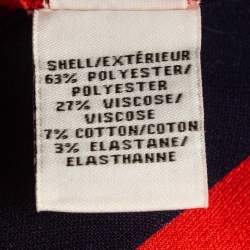 SHELL/EXTÉRIEUR
63% POLYESTER/
POLYESTER
27% VISCOSE/
VISCOSE
7% COTTON/COTON
3% ELASTANE/
ELASTHANNE